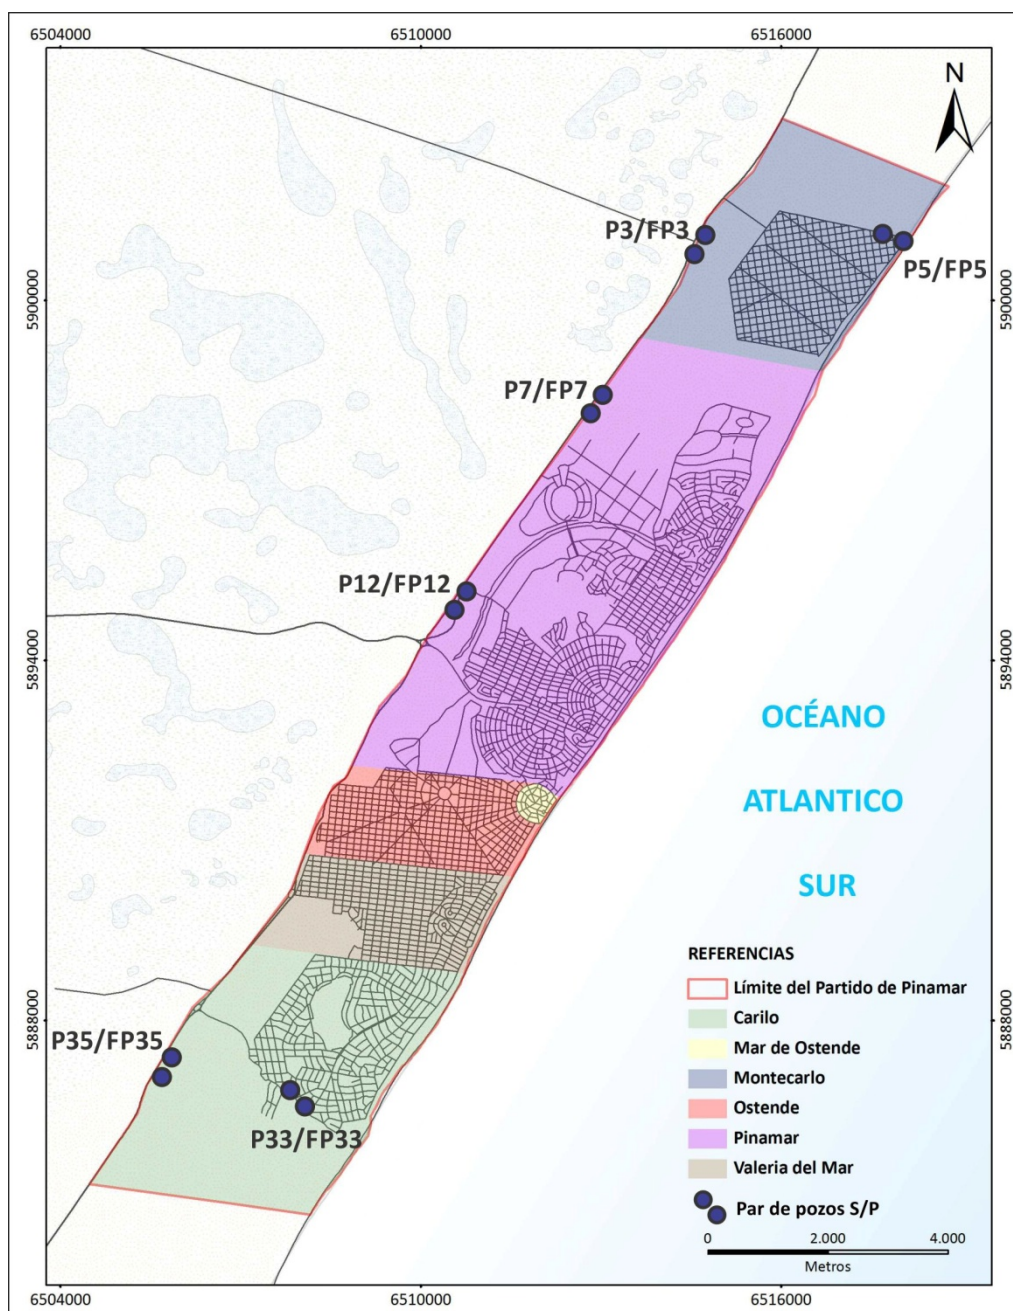 6504000
6510000
6516000
N
P3/FP3
P5/FP5
5900000
5900000
P7/FP7
P12/FP12
5894000
5894000
OCÉANO
ATLANTICO
SUR
REFERENCIAS
Límite del Partido de Pinamar
Carilo
Mar de Ostende
Montecarlo
Ostende
Pinamar
Valeria del Mar
Par de pozos S/P
5888000
5888000
P35/FP35
P33/FP33
0 2.000 4.000
Metros
6504000
6510000
6516000